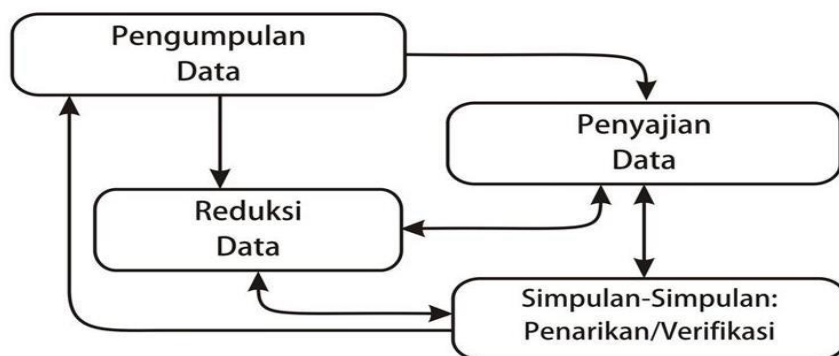 Pengumpulan
Data
Penyajian
Data
Reduksi
Data
Simpulan-Simpulan:
Penarikan/Verifikasi